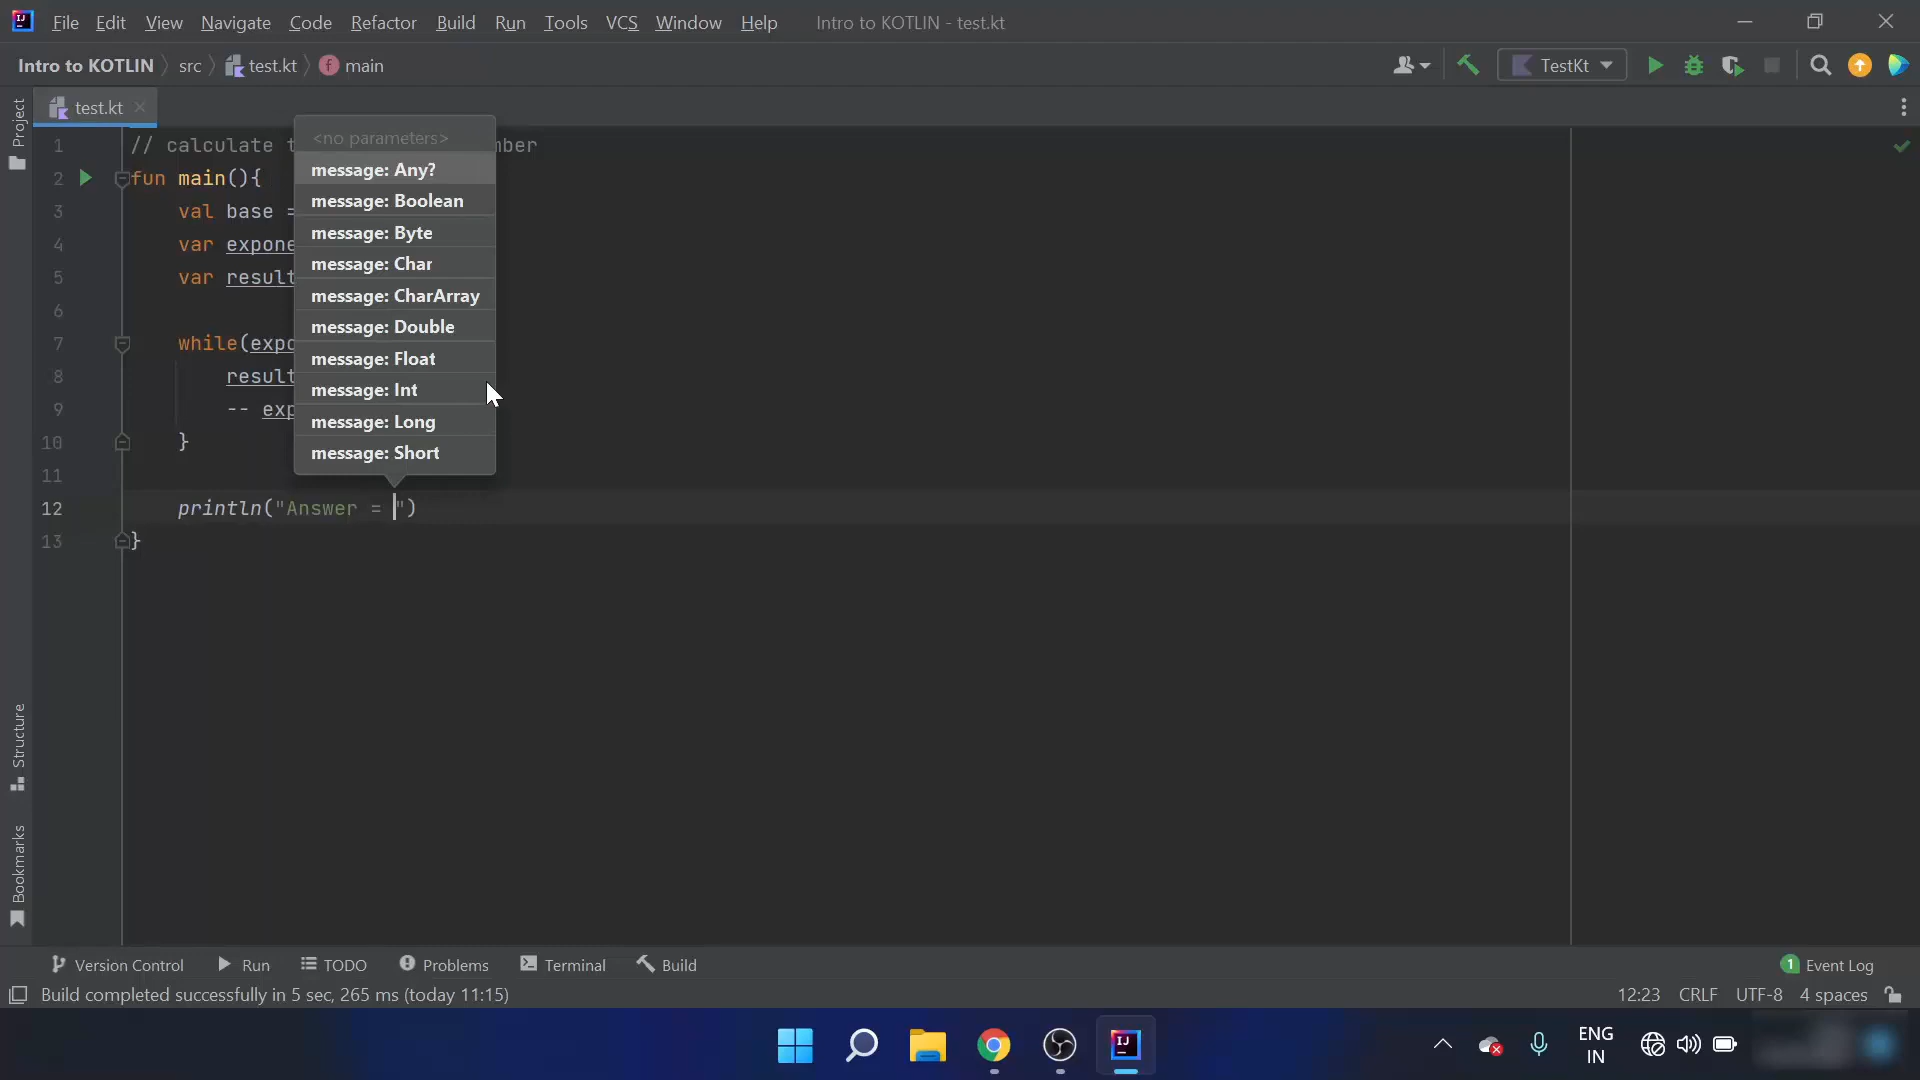 File Edit View Navigate Code Refactor Build Run Tools VCS Window Help Intro to KOTLIN - test.kt
Intro to KOTLIN src test.kt main TestKt
test.kt
Project
Structure
Bookmarks
1 // calculate t mber
2 fun main(){
3 val base =
4 var expone
5 var result
6
7 while(expo
8 result
9 -- exp
10 }
11
12 println("Answer = ")
13 }
<no parameters>
message: Any?
message: Boolean
message: Byte
message: Char
message: CharArray
message: Double
message: Float
message: Int
message: Long
message: Short
Version Control Run TODO Problems Terminal Build 1 Event Log
Build completed successfully in 5 sec, 265 ms (today 11:15) 12:23 CRLF UTF-8 4 spaces
ENG
IN